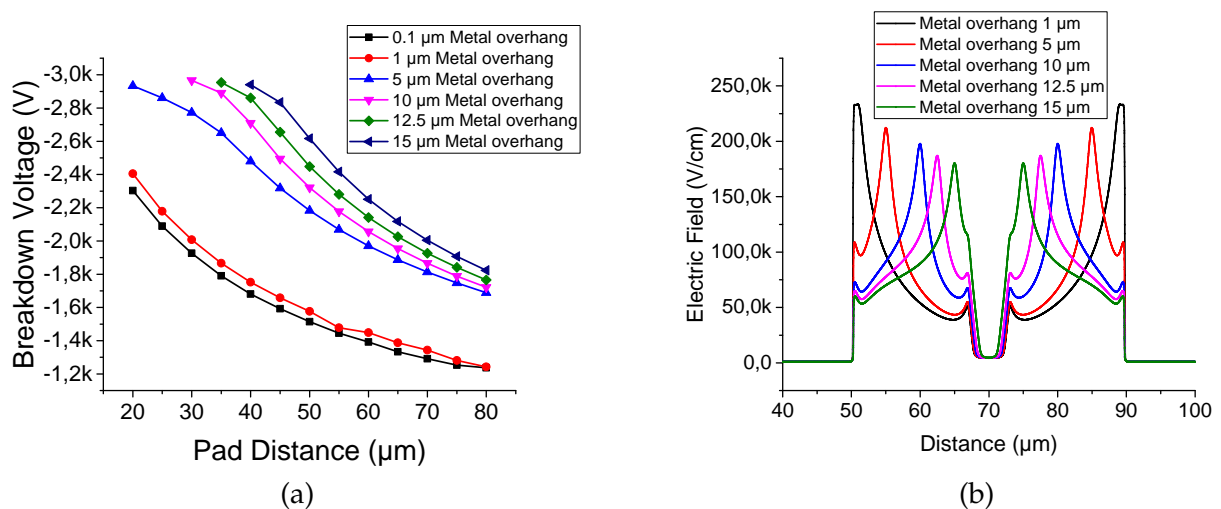 0.1 µm Metal overhang
1 µm Metal overhang
5 µm Metal overhang
10 µm Metal overhang
12.5 µm Metal overhang
15 µm Metal overhang
-3,0k
-2,8k
-2,6k
-2,4k
-2,2k
-2,0k
-1,8k
-1,6k
-1,4k
-1,2k
Breakdown Voltage (V)
20 30 40 50 60 70 80
Pad Distance (µm)
(a)
Metal overhang 1 µm
Metal overhang 5 µm
Metal overhang 10 µm
Metal overhang 12.5 µm
Metal overhang 15 µm
250,0k
200,0k
150,0k
100,0k
50,0k
0,0
Electric Field (V/cm)
40 50 60 70 80 90 100
Distance (µm)
(b)